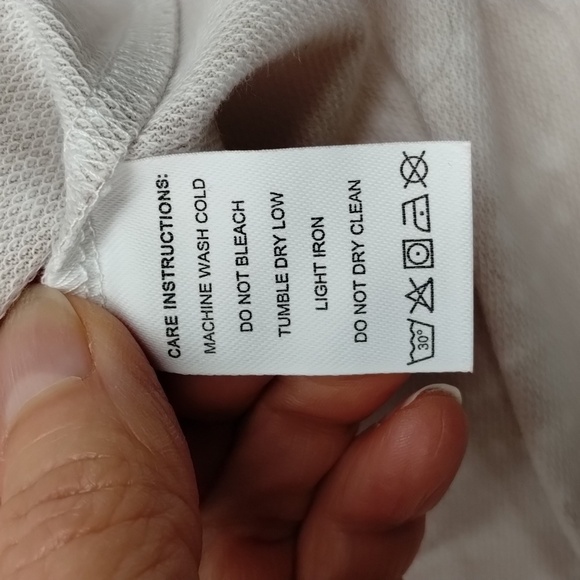 CARE INSTRUCTIONS:
MACHINE WASH COLD
DO NOT BLEACH
TUMBLE DRY LOW
LIGHT IRON
DO NOT DRY CLEAN
30°